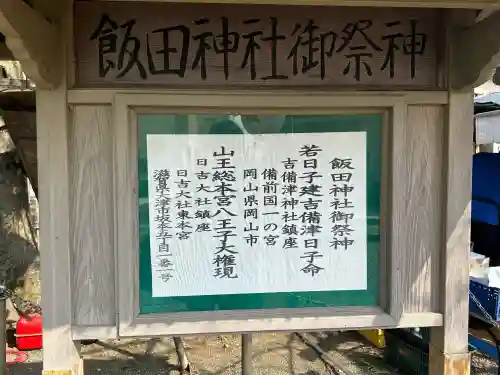 飯田神社御祭神
飯田神社御祭神
若日子建吉備津日子命
吉備津神社鎮座
備前国一の宮
岡山県岡山市
山王総本宮八王子大権現
日吉大社鎮座
日吉大社東本宮
滋賀県大津市坂本五丁目一番一号